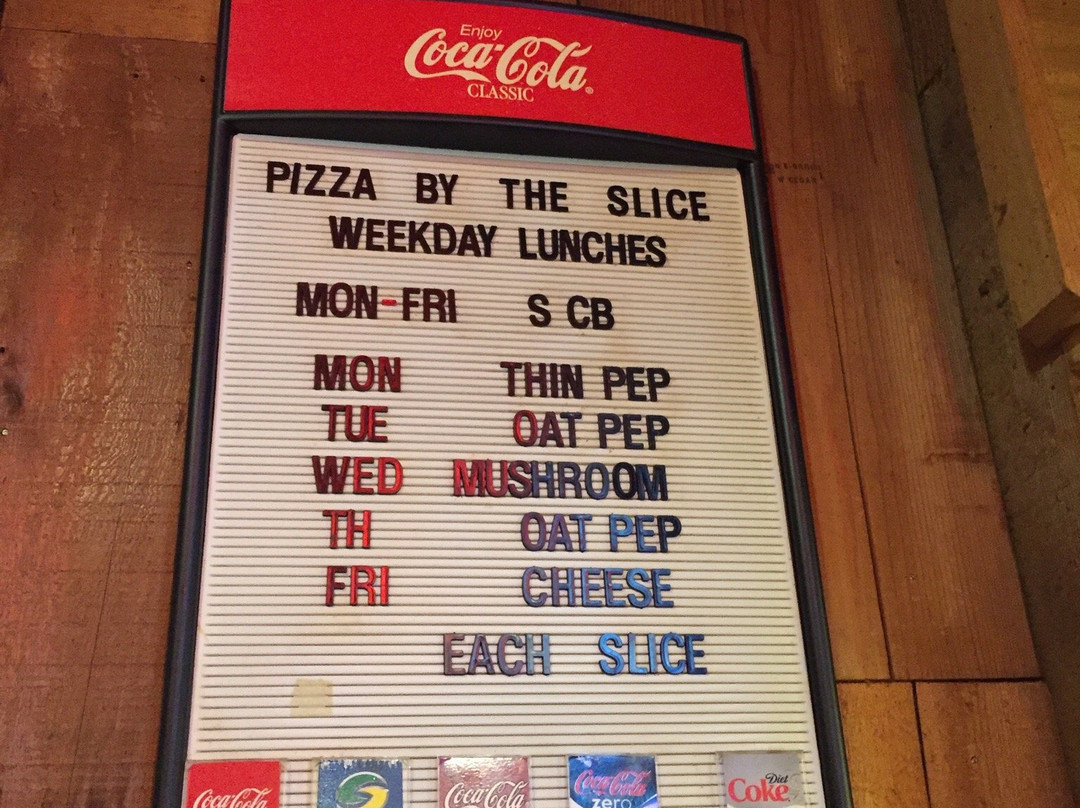 Enjoy
Coca-Cola
CLASSIC
PIZZA BY THE SLICE
WEEKDAY LUNCHES
MON-FRI S CB
MON THIN PEP
TUE OAT PEP
WED MUSHROOM
TH OAT PEP
FRI CHEESE
EACH SLICE
Coca-Cola
Coca-Cola
Coca-Cola
zero
Diet
Coke